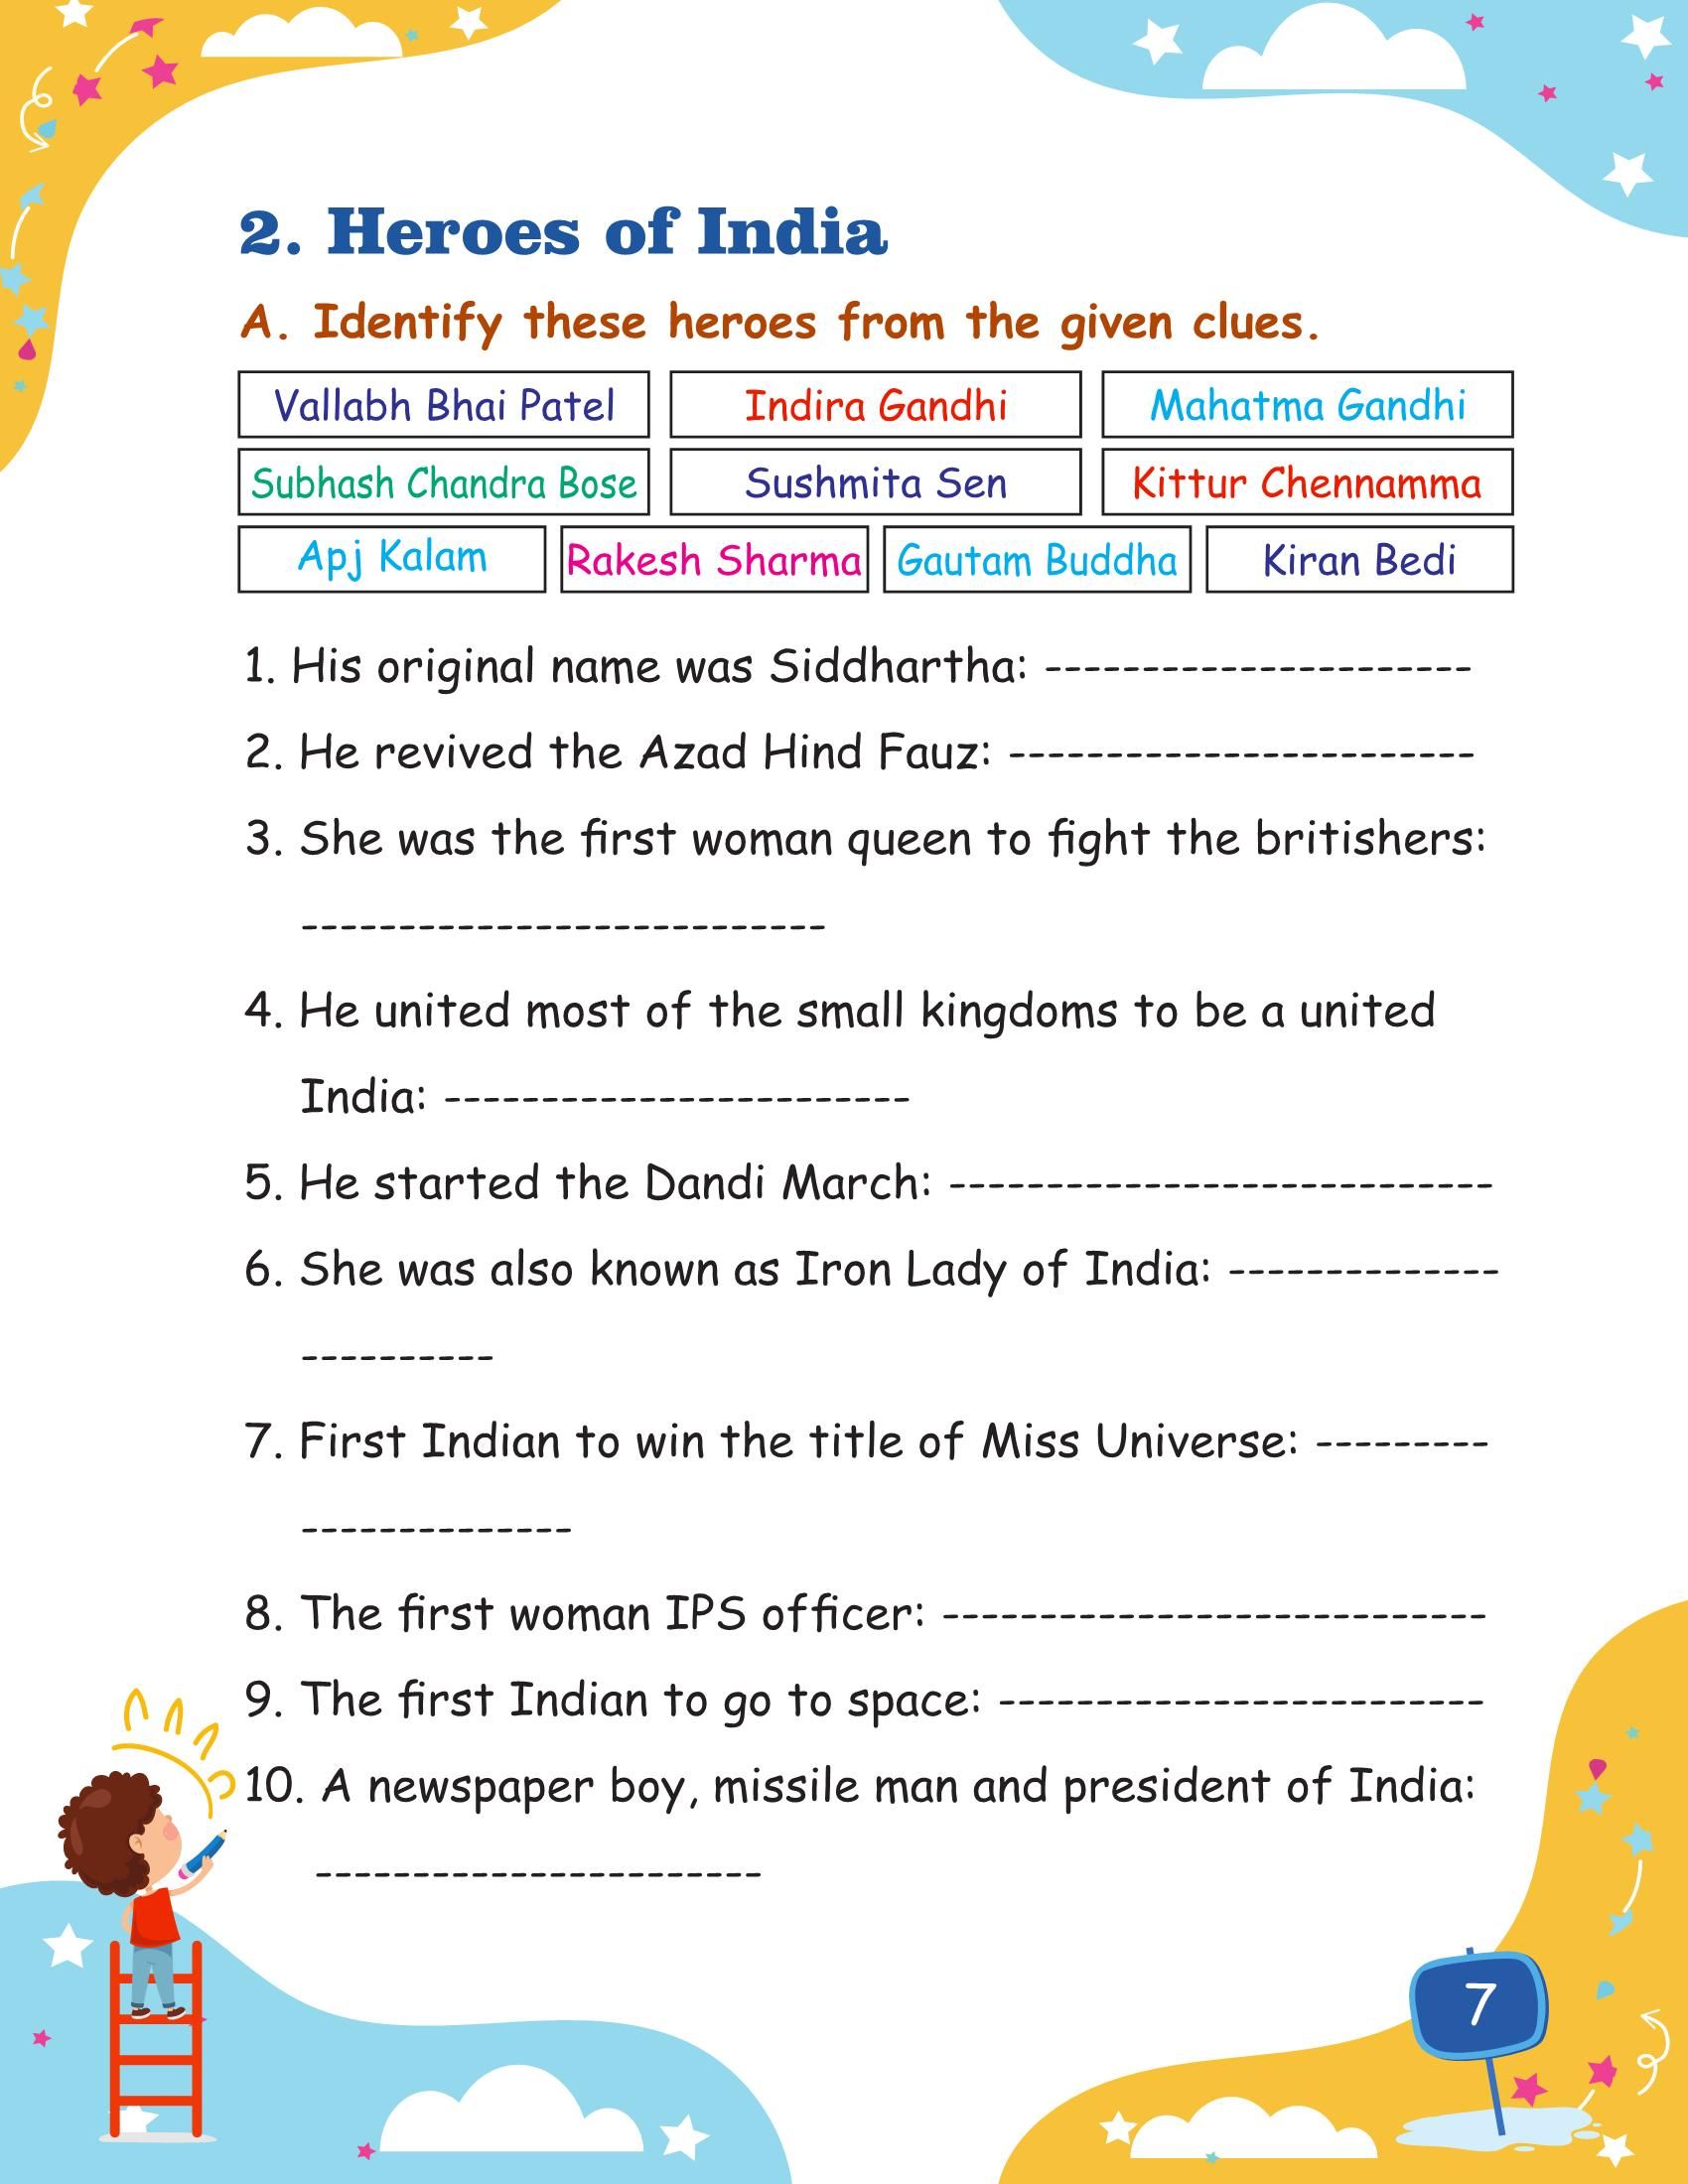 2. Heroes of India
A. Identify these heroes from the given clues.
Vallabh Bhai Patel Indira Gandhi Mahatma Gandhi
Subhash Chandra Bose Sushmita Sen Kittur Chennamma
Apj Kalam Rakesh Sharma Gautam Buddha Kiran Bedi
1. His original name was Siddhartha: ----------------------
2. He revived the Azad Hind Fauz: ------------------------
3. She was the first woman queen to fight the britishers:
---------------------------
4. He united most of the small kingdoms to be a united
India: ------------------------
5. He started the Dandi March: ----------------------------
6. She was also known as Iron Lady of India: --------------
----------
7. First Indian to win the title of Miss Universe: ---------
--------------
8. The first woman IPS officer: ----------------------------
9. The first Indian to go to space: -------------------------
10. A newspaper boy, missile man and president of India:
-----------------------
7